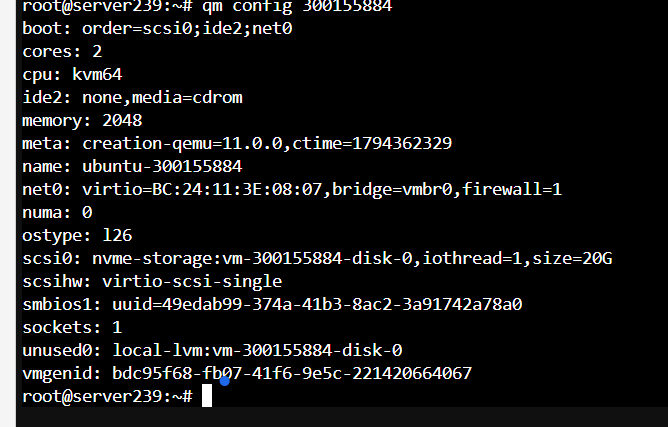 root@server239:~# qm config 300155884
boot: order=scsi0;ide2;net0
cores: 2
cpu: kvm64
ide2: none,media=cdrom
memory: 2048
meta: creation-qemu=11.0.0,ctime=1794362329
name: ubuntu-300155884
net0: virtio=BC:24:11:3E:08:07,bridge=vmbr0,firewall=1
numa: 0
ostype: l26
scsi0: nvme-storage:vm-300155884-disk-0,iothread=1,size=20G
scsihw: virtio-scsi-single
smbios1: uuid=49edab99-374a-41b3-8ac2-3a91742a78a0
sockets: 1
unused0: local-lvm:vm-300155884-disk-0
vmgenid: bdc95f68-fb07-41f6-9e5c-221420664067
root@server239:~#